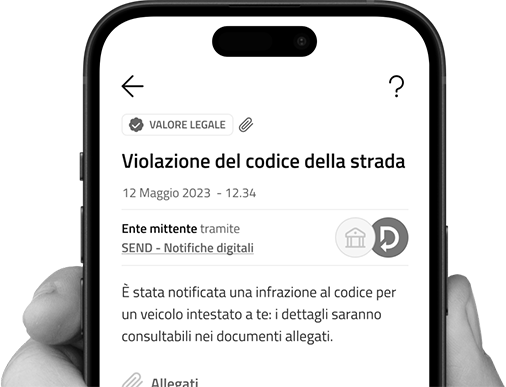 VALORE LEGALE
Violazione del codice della strada
12 Maggio 2023 - 12.34
Ente mittente tramite
SEND - Notifiche digitali
È stata notificata una infrazione al codice per
un veicolo intestato a te: i dettagli saranno
consultabili nei documenti allegati.
Allegati